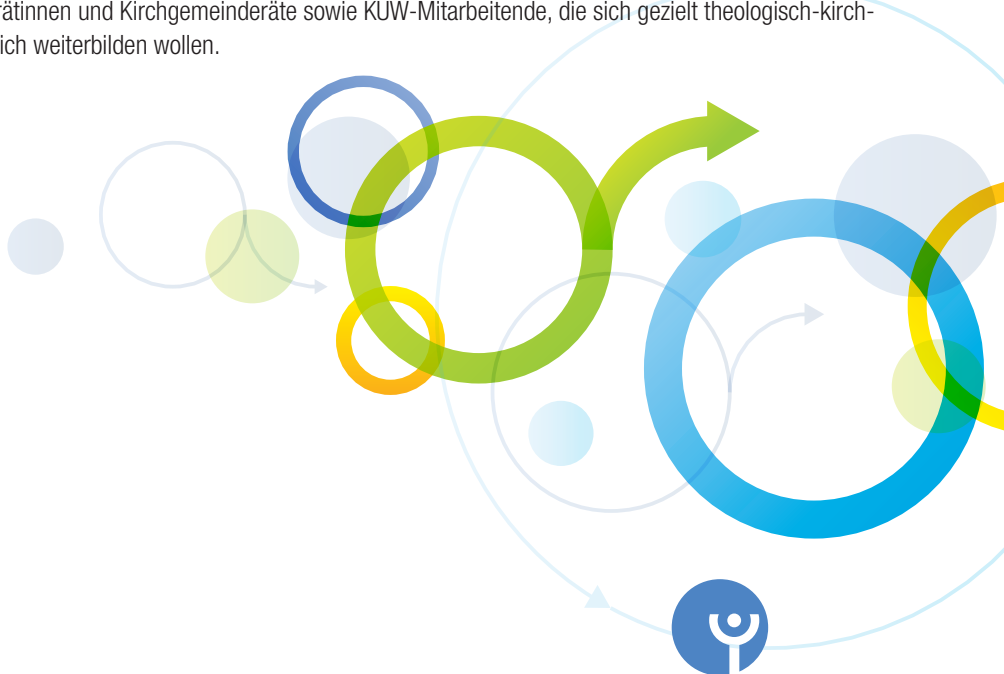 rätinnen und Kirchgemeinderäte sowie KUW-Mitarbeitende, die sich gezielt theologisch-kirch-
ich weiterbilden wollen.